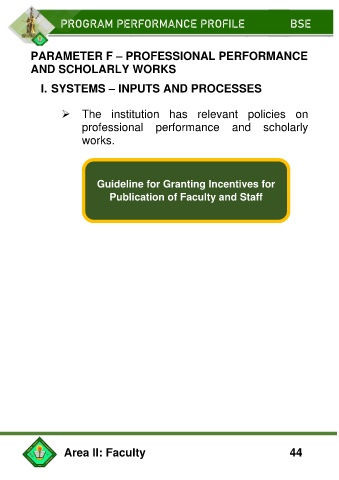 PROGRAM PERFORMANCE PROFILE BSE
PARAMETER F – PROFESSIONAL PERFORMANCE
AND SCHOLARLY WORKS
I. SYSTEMS – INPUTS AND PROCESSES
➢ The institution has relevant policies on
professional performance and scholarly
works.
Guideline for Granting Incentives for
Publication of Faculty and Staff
Area II: Faculty 44